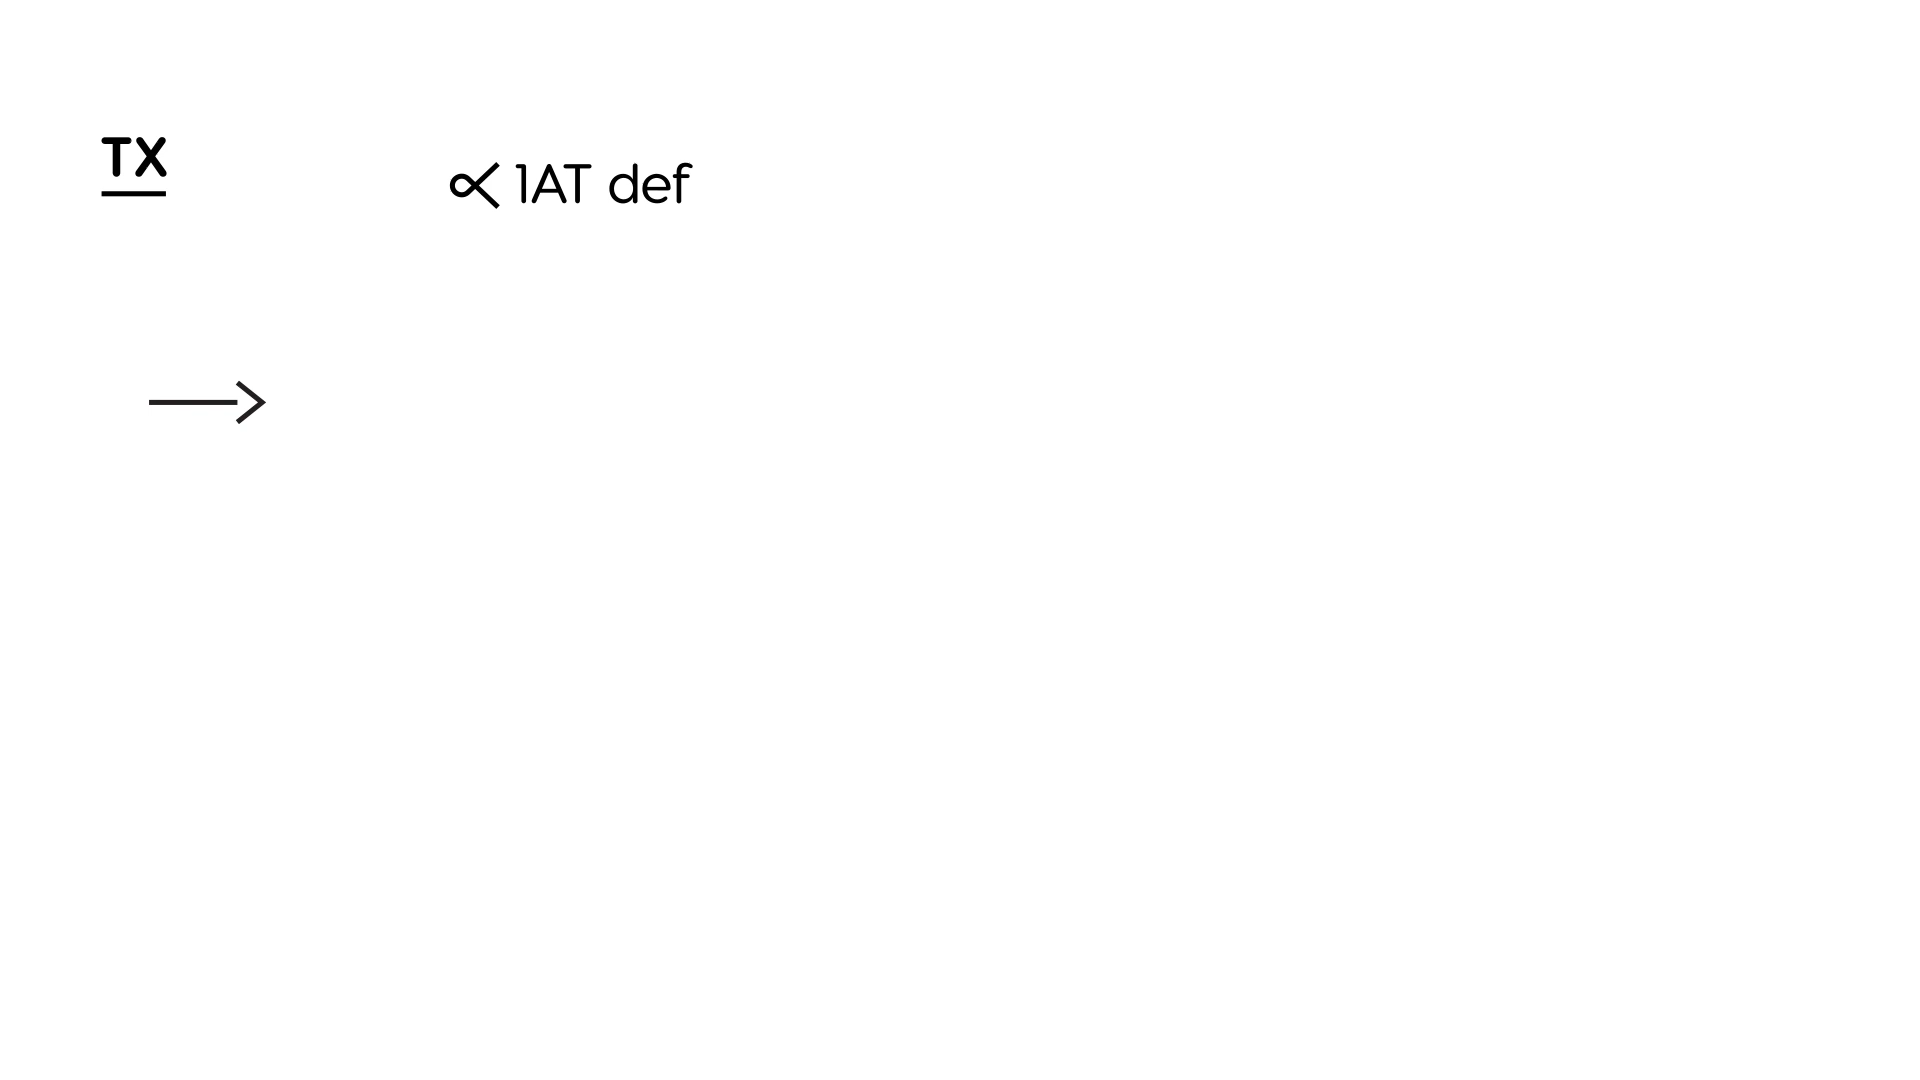 TX
∝ 1AT def
→